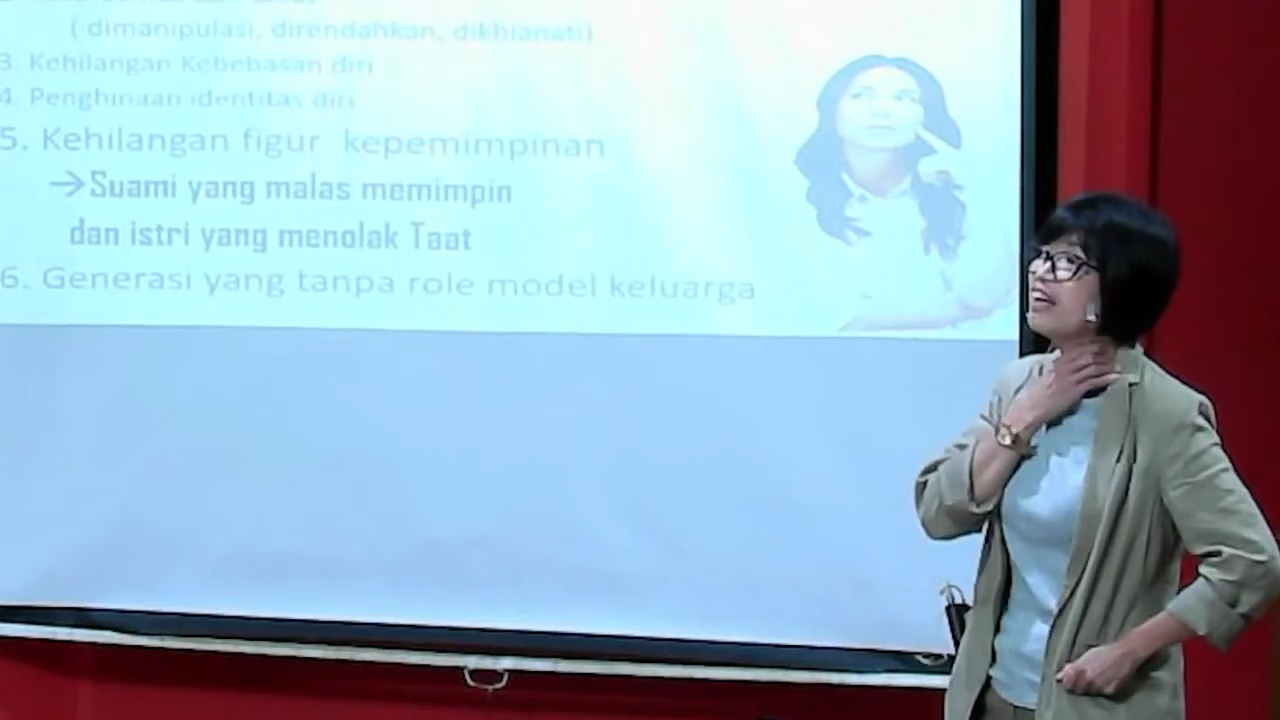 ( dimanipulasi, direndahkan, dikhianati)
3. Kehilangan Kebebasan diri
4. Penghinaan identitas diri
5. Kehilangan figur kepemimpinan
→Suami yang malas memimpin
dan istri yang menolak Taat
6. Generasi yang tanpa role model keluarga